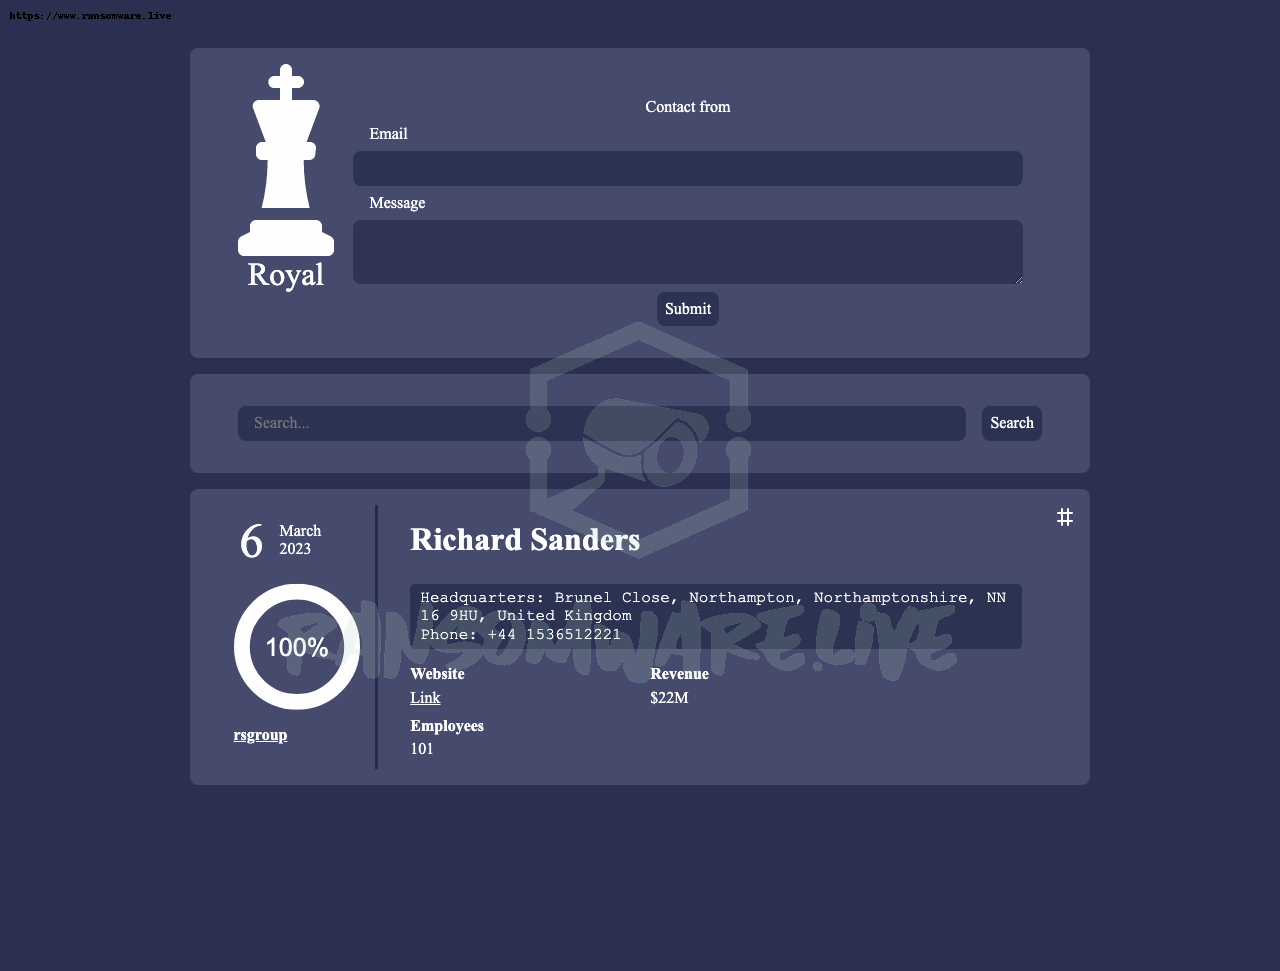 https://www.ransomware.live
Royal
Contact from
Email
Message
Submit
Search...
Search
6
March
2023
100%
rsgroup
#
Richard Sanders
Headquarters: Brunel Close, Northampton, Northamptonshire, NN
16 9HU, United Kingdom
Phone: +44 1536512221
Website
Link
Revenue
$22M
Employees
101
RANSOMWARE.LIVE